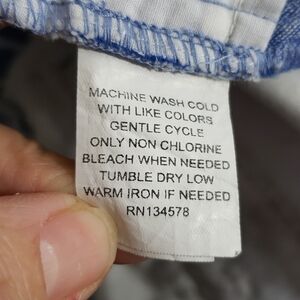 MACHINE WASH COLD
WITH LIKE COLORS
GENTLE CYCLE
ONLY NON CHLORINE
BLEACH WHEN NEEDED
TUMBLE DRY LOW
WARM IRON IF NEEDED
RN134578